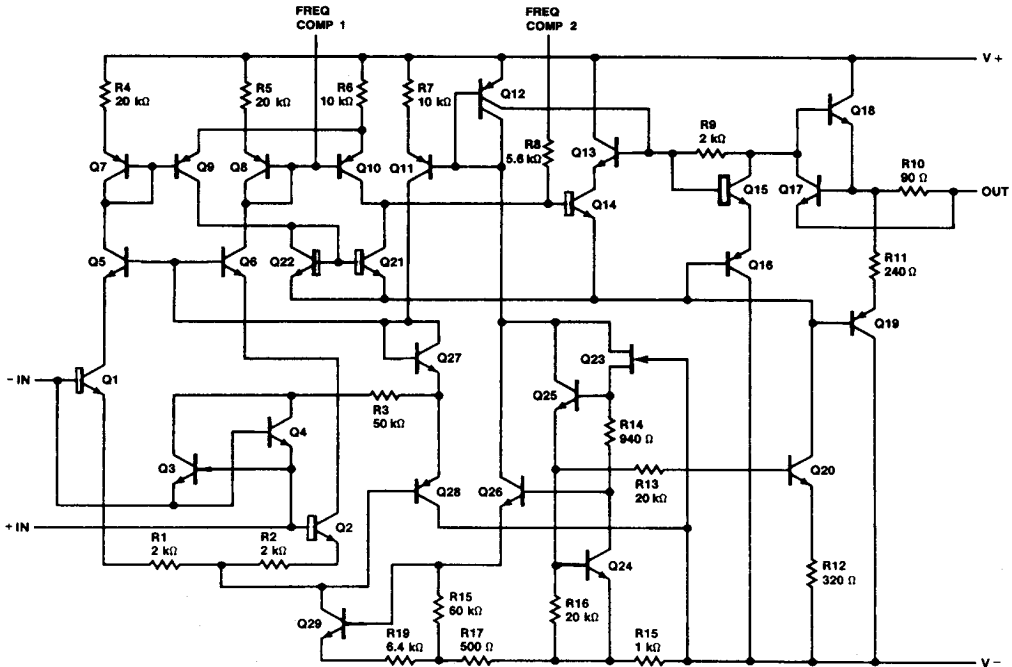 FREQ
COMP 1
FREQ
COMP 2
V+
R4
20 kΩ
R5
20 kΩ
R6
10 kΩ
R7
10 kΩ
Q12
Q18
R8
5.6 kΩ
Q13
R9
2 kΩ
Q7
Q9
Q8
Q10
Q11
Q14
Q15
Q17
R10
90 Ω
OUT
Q5
Q6
Q22
Q21
Q16
R11
240 Ω
Q19
Q27
Q23
-IN
Q1
R3
50 kΩ
Q25
R14
940 Ω
Q4
Q3
Q28
Q26
R13
20 kΩ
Q20
+IN
Q2
R1
2 kΩ
R2
2 kΩ
Q24
R12
320 Ω
Q29
R15
60 kΩ
R16
20 kΩ
R19
6.4 kΩ
R17
500 Ω
R15
1 kΩ
V-